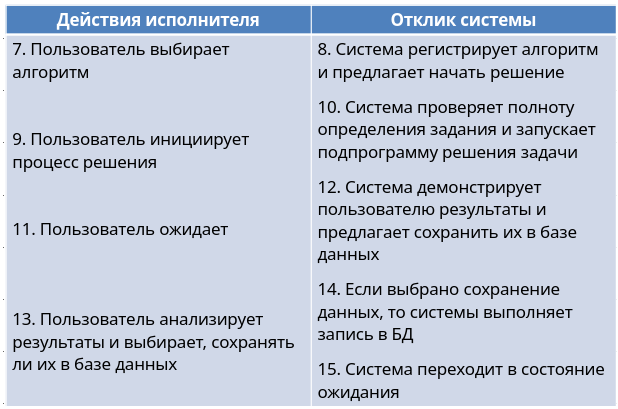 Действия исполнителя
Отклик системы
7. Пользователь выбирает
алгоритм
9. Пользователь инициирует
процесс решения
11. Пользователь ожидает
13. Пользователь анализирует
результаты и выбирает, сохранять
ли их в базе данных
8. Система регистрирует алгоритм
и предлагает начать решение
10. Система проверяет полноту
определения задания и запускает
подпрограмму решения задачи
12. Система демонстрирует
пользователю результаты и
предлагает сохранить их в базе
данных
14. Если выбрано сохранение
данных, то системы выполняет
запись в БД
15. Система переходит в состояние
ожидания